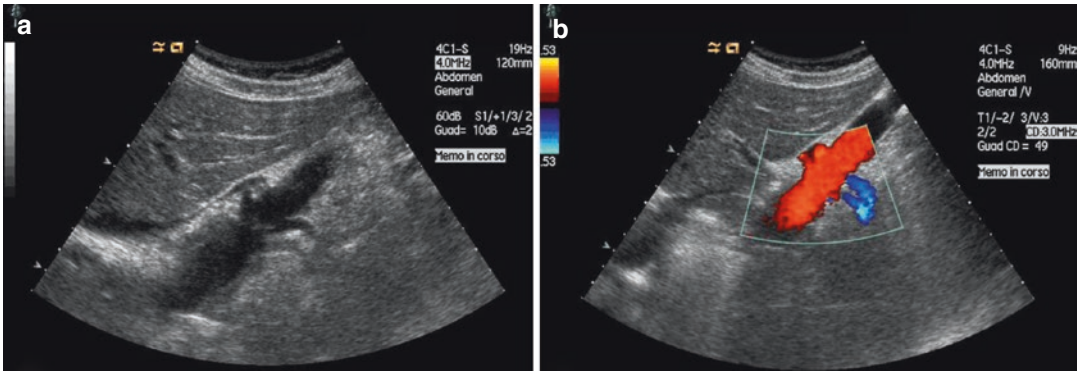 a
4C1-S 19Hz
4.0MHz 120mm
Abdomen
General
60dB S1/+1/3/2
Guad= 10dB Δ=2
Memo in corso
b
.53
.53
4C1-S 9Hz
4.0MHz 160mm
Abdomen
General /V
T1/-2/ 3/V:3
2/2 CD:3.0MHz
Guad CD = 49
Memo in corso